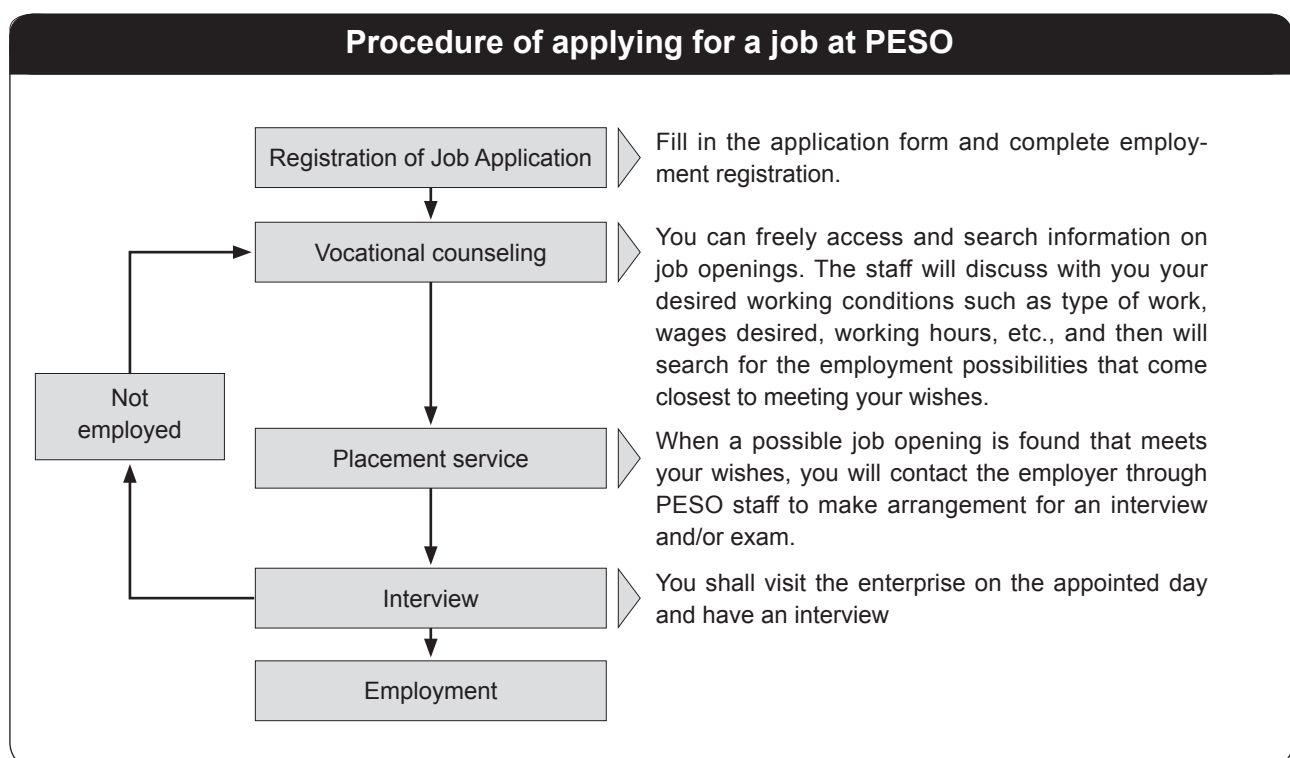 Procedure of applying for a job at PESO
Registration of Job Application
Fill in the application form and complete employ-
ment registration.
Vocational counseling
You can freely access and search information on
job openings. The staff will discuss with you your
desired working conditions such as type of work,
wages desired, working hours, etc., and then will
search for the employment possibilities that come
closest to meeting your wishes.
Not
employed
Placement service
When a possible job opening is found that meets
your wishes, you will contact the employer through
PESO staff to make arrangement for an interview
and/or exam.
Interview
You shall visit the enterprise on the appointed day
and have an interview
Employment